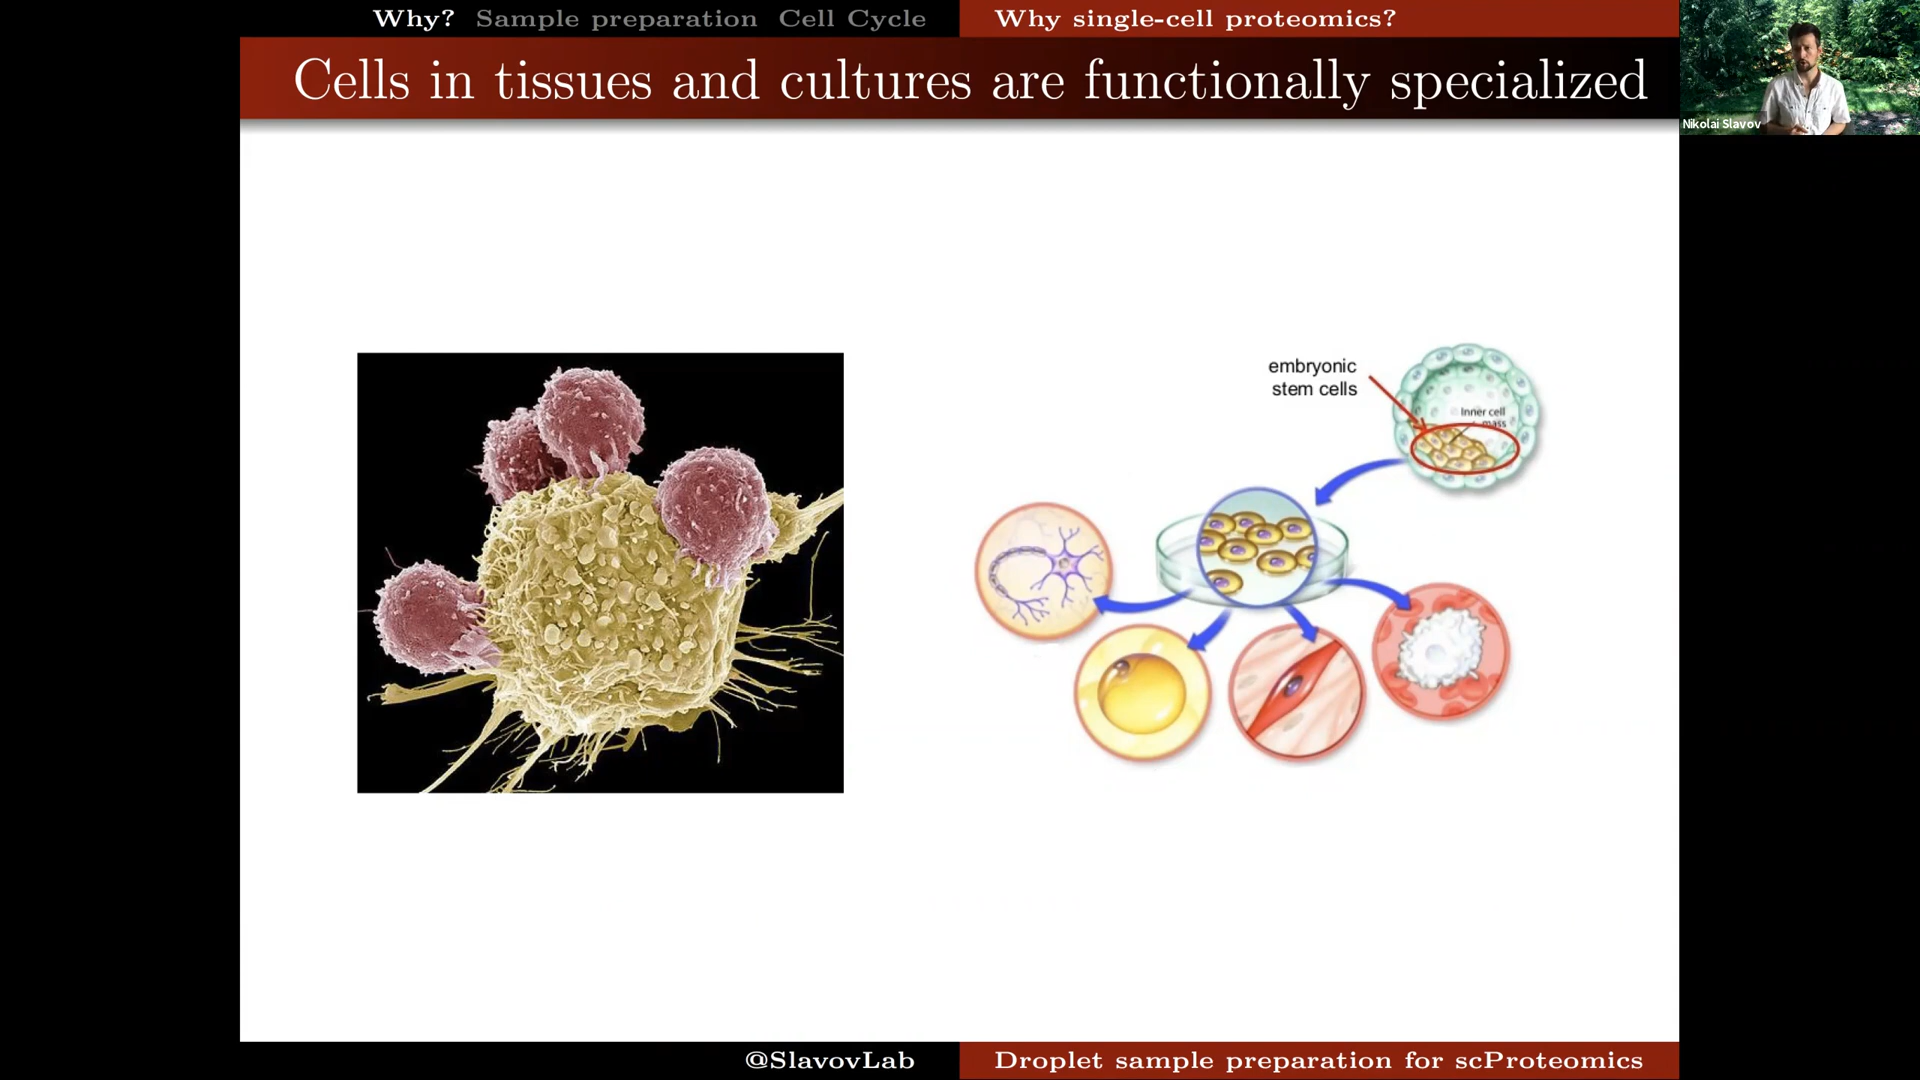 Why? Sample preparation Cell Cycle
Why single-cell proteomics?
Cells in tissues and cultures are functionally specialized
Nikolai Slavov
embryonic
stem cells
Inner cell
mass
@SlavovLab
Droplet sample preparation for scProteomics